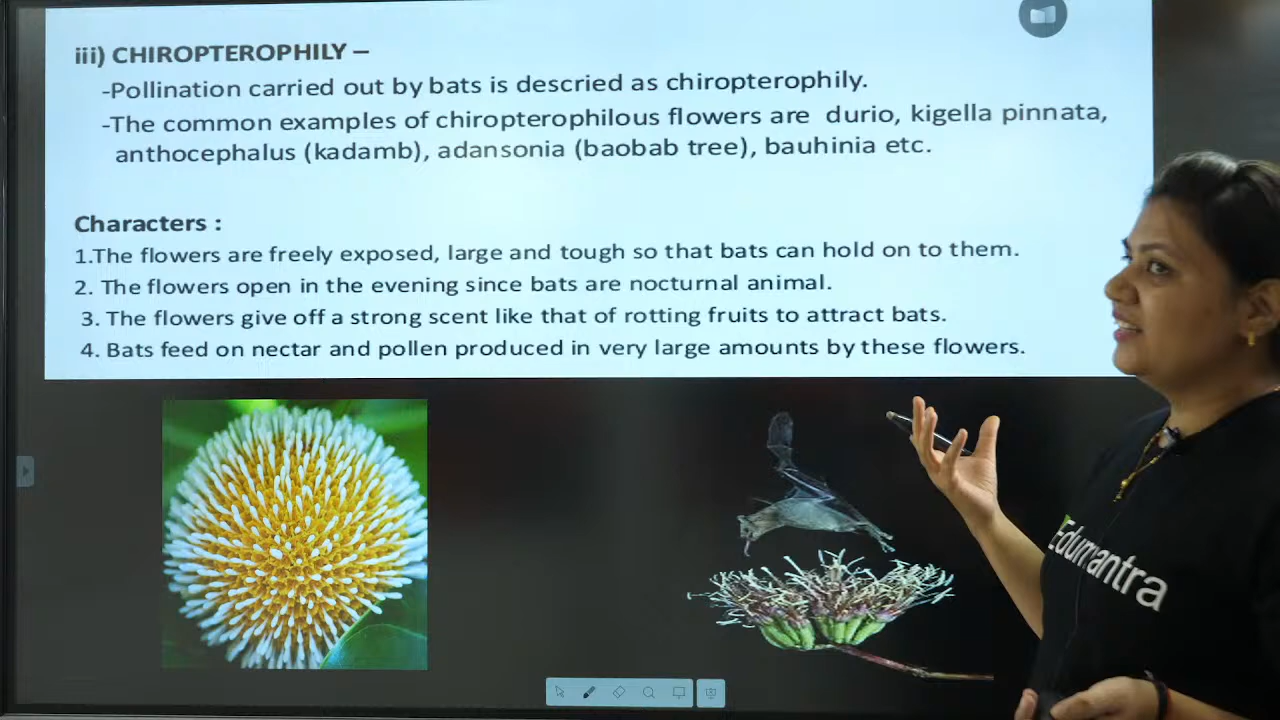 iii) CHIROPTEROPHILY –
-Pollination carried out by bats is descried as chiropterophily.
-The common examples of chiropterophilous flowers are durio, kigella pinnata,
anthocephalus (kadamb), adansonia (baobab tree), bauhinia etc.
Characters :
1.The flowers are freely exposed, large and tough so that bats can hold on to them.
2. The flowers open in the evening since bats are nocturnal animal.
3. The flowers give off a strong scent like that of rotting fruits to attract bats.
4. Bats feed on nectar and pollen produced in very large amounts by these flowers.
Edumantra